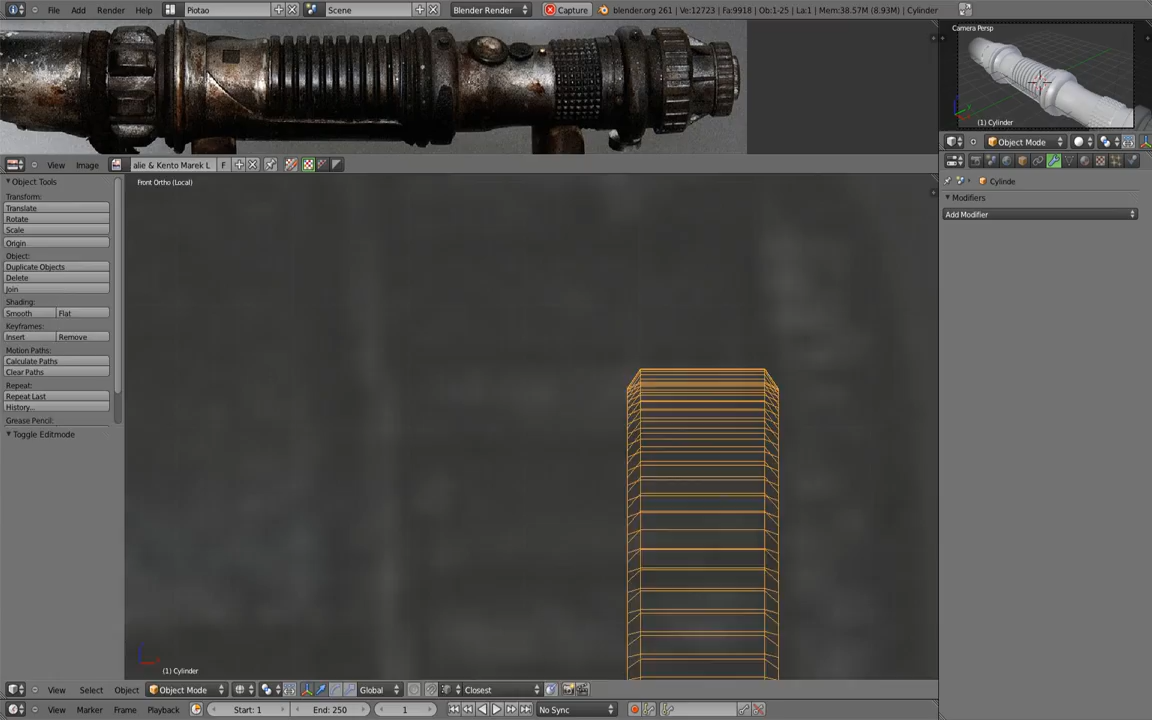 File Add Render Help Piotao Scene Blender Render Capture blender.org 261 | Ve:12723 | Fa:9918 | Ob:1-25 | La:1 | Mem:38.57M (8.93M) | Cylinder
Camera Persp
(1) Cylinder
Object Mode
View Image alie & Kento Marek L F
Object Tools
Transform:
Translate
Rotate
Scale
Origin
Object:
Duplicate Objects
Delete
Join
Shading:
Smooth Flat
Keyframes:
Insert Remove
Motion Paths:
Calculate Paths
Clear Paths
Repeat:
Repeat Last
History...
Grease Pencil:
Toggle Editmode
Front Ortho (Local)
(1) Cylinder
Cylinde
Modifiers
Add Modifier
View Select Object Object Mode Global Closest
View Marker Frame Playback Start: 1 End: 250 1 No Sync